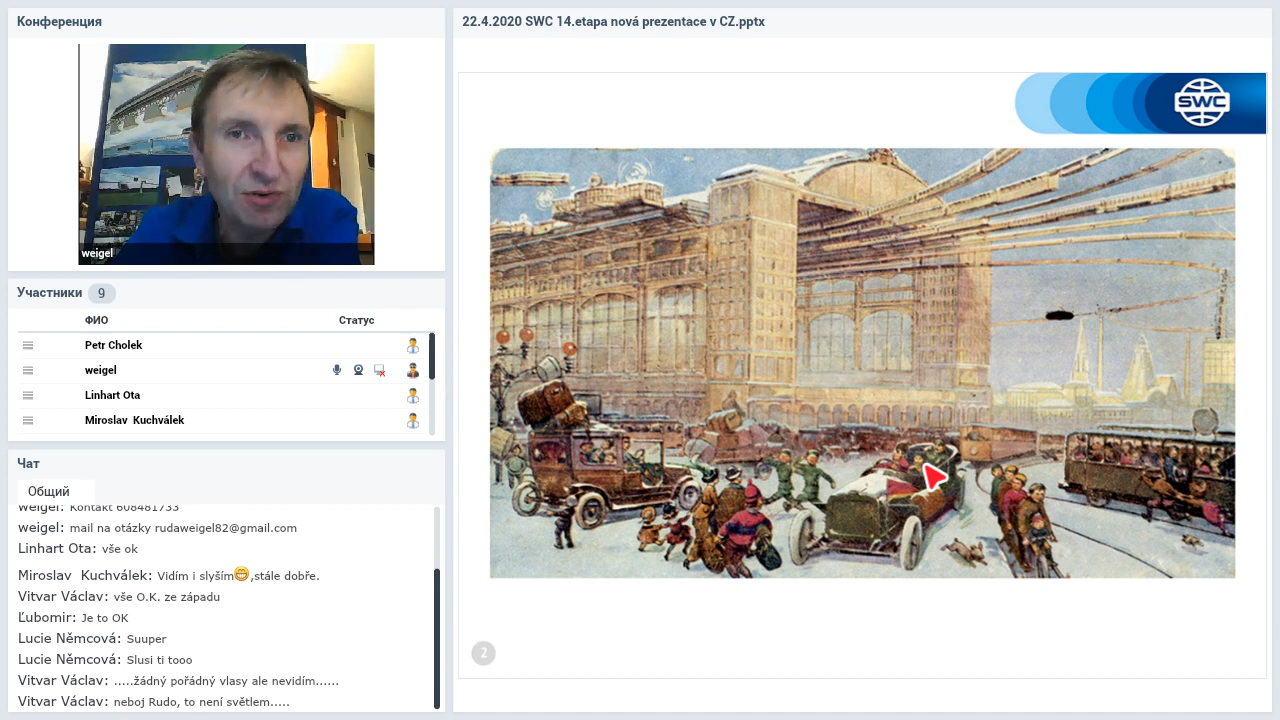 Конференция
weigel
Участники 9
ФИО Статус
Petr Cholek
weigel
Linhart Ota
Miroslav Kuchválek
Чат
Общий
weigel: Kontakt 608481733
weigel: mail na otázky rudaweigel82@gmail.com
Linhart Ota: vše ok
Miroslav Kuchválek: Vidím i slyším😁,stále dobře.
Vitvar Václav: vše O.K. ze západu
Ľubomir: Je to OK
Lucie Němcová: Suuper
Lucie Němcová: Slusi ti tooo
Vitvar Václav: .....žádný pořádný vlasy ale nevidím......
Vitvar Václav: neboj Rudo, to není světlem.....
22.4.2020 SWC 14.etapa nová prezentace v CZ.pptx
SWC
2